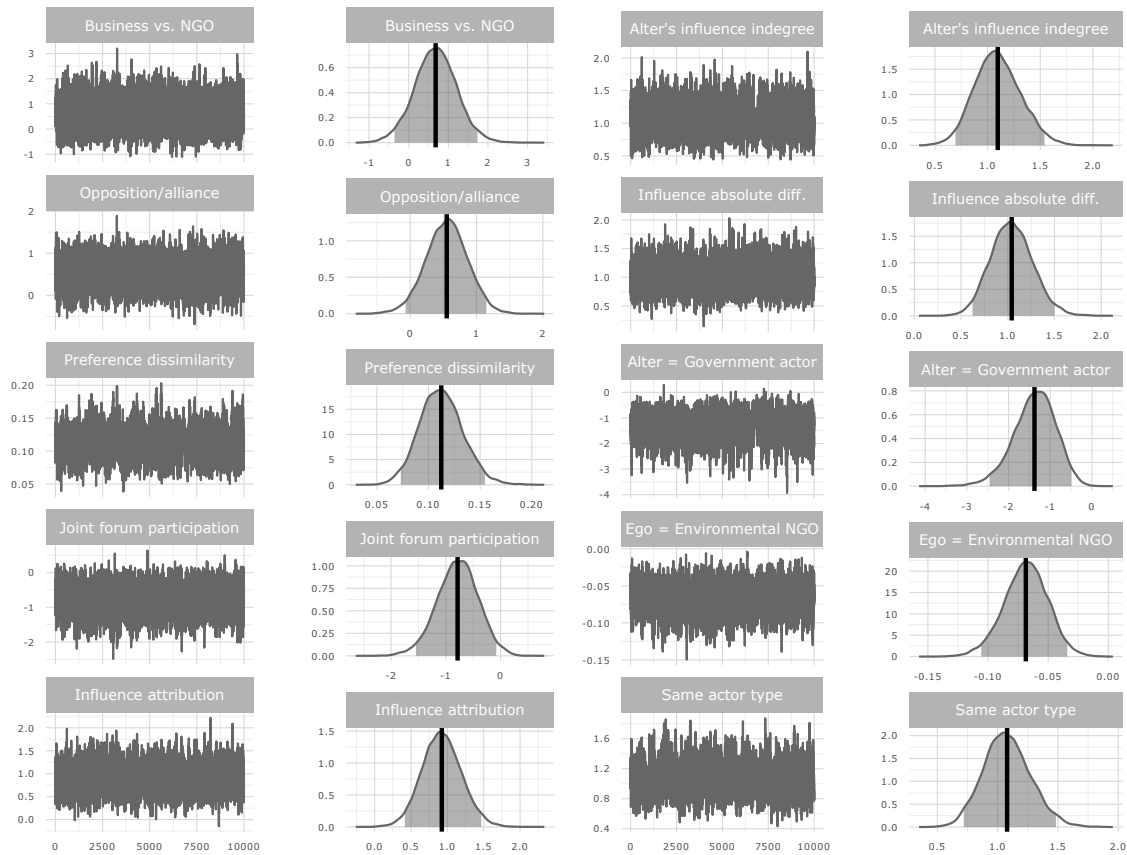 Business vs. NGO
3
2
1
0
-1
Business vs. NGO
0.6
0.4
0.2
0.0
-1 0 1 2 3
Alter's influence indegree
2.0
1.5
1.0
0.5
Alter's influence indegree
1.5
1.0
0.5
0.0
0.5 1.0 1.5 2.0
Opposition/alliance
2
1
0
Opposition/alliance
1.0
0.5
0.0
0 1 2
Influence absolute diff.
2.0
1.5
1.0
0.5
Influence absolute diff.
1.5
1.0
0.5
0.0
0.0 0.5 1.0 1.5 2.0
Preference dissimilarity
0.20
0.15
0.10
0.05
Preference dissimilarity
15
10
5
0
0.05 0.10 0.15 0.20
Alter = Government actor
0
-1
-2
-3
-4
Alter = Government actor
0.8
0.6
0.4
0.2
0.0
-4 -3 -2 -1 0
Joint forum participation
0
-1
-2
Joint forum participation
1.00
0.75
0.50
0.25
0.00
-2 -1 0
Ego = Environmental NGO
0.00
-0.05
-0.10
-0.15
Ego = Environmental NGO
20
15
10
5
0
-0.15 -0.10 -0.05 0.00
Influence attribution
2.0
1.5
1.0
0.5
0.0
0 2500 5000 7500 10000
Influence attribution
1.5
1.0
0.5
0.0
0.0 0.5 1.0 1.5 2.0
Same actor type
1.6
1.2
0.8
0.4
0 2500 5000 7500 10000
Same actor type
2.0
1.5
1.0
0.5
0.0
0.5 1.0 1.5 2.0